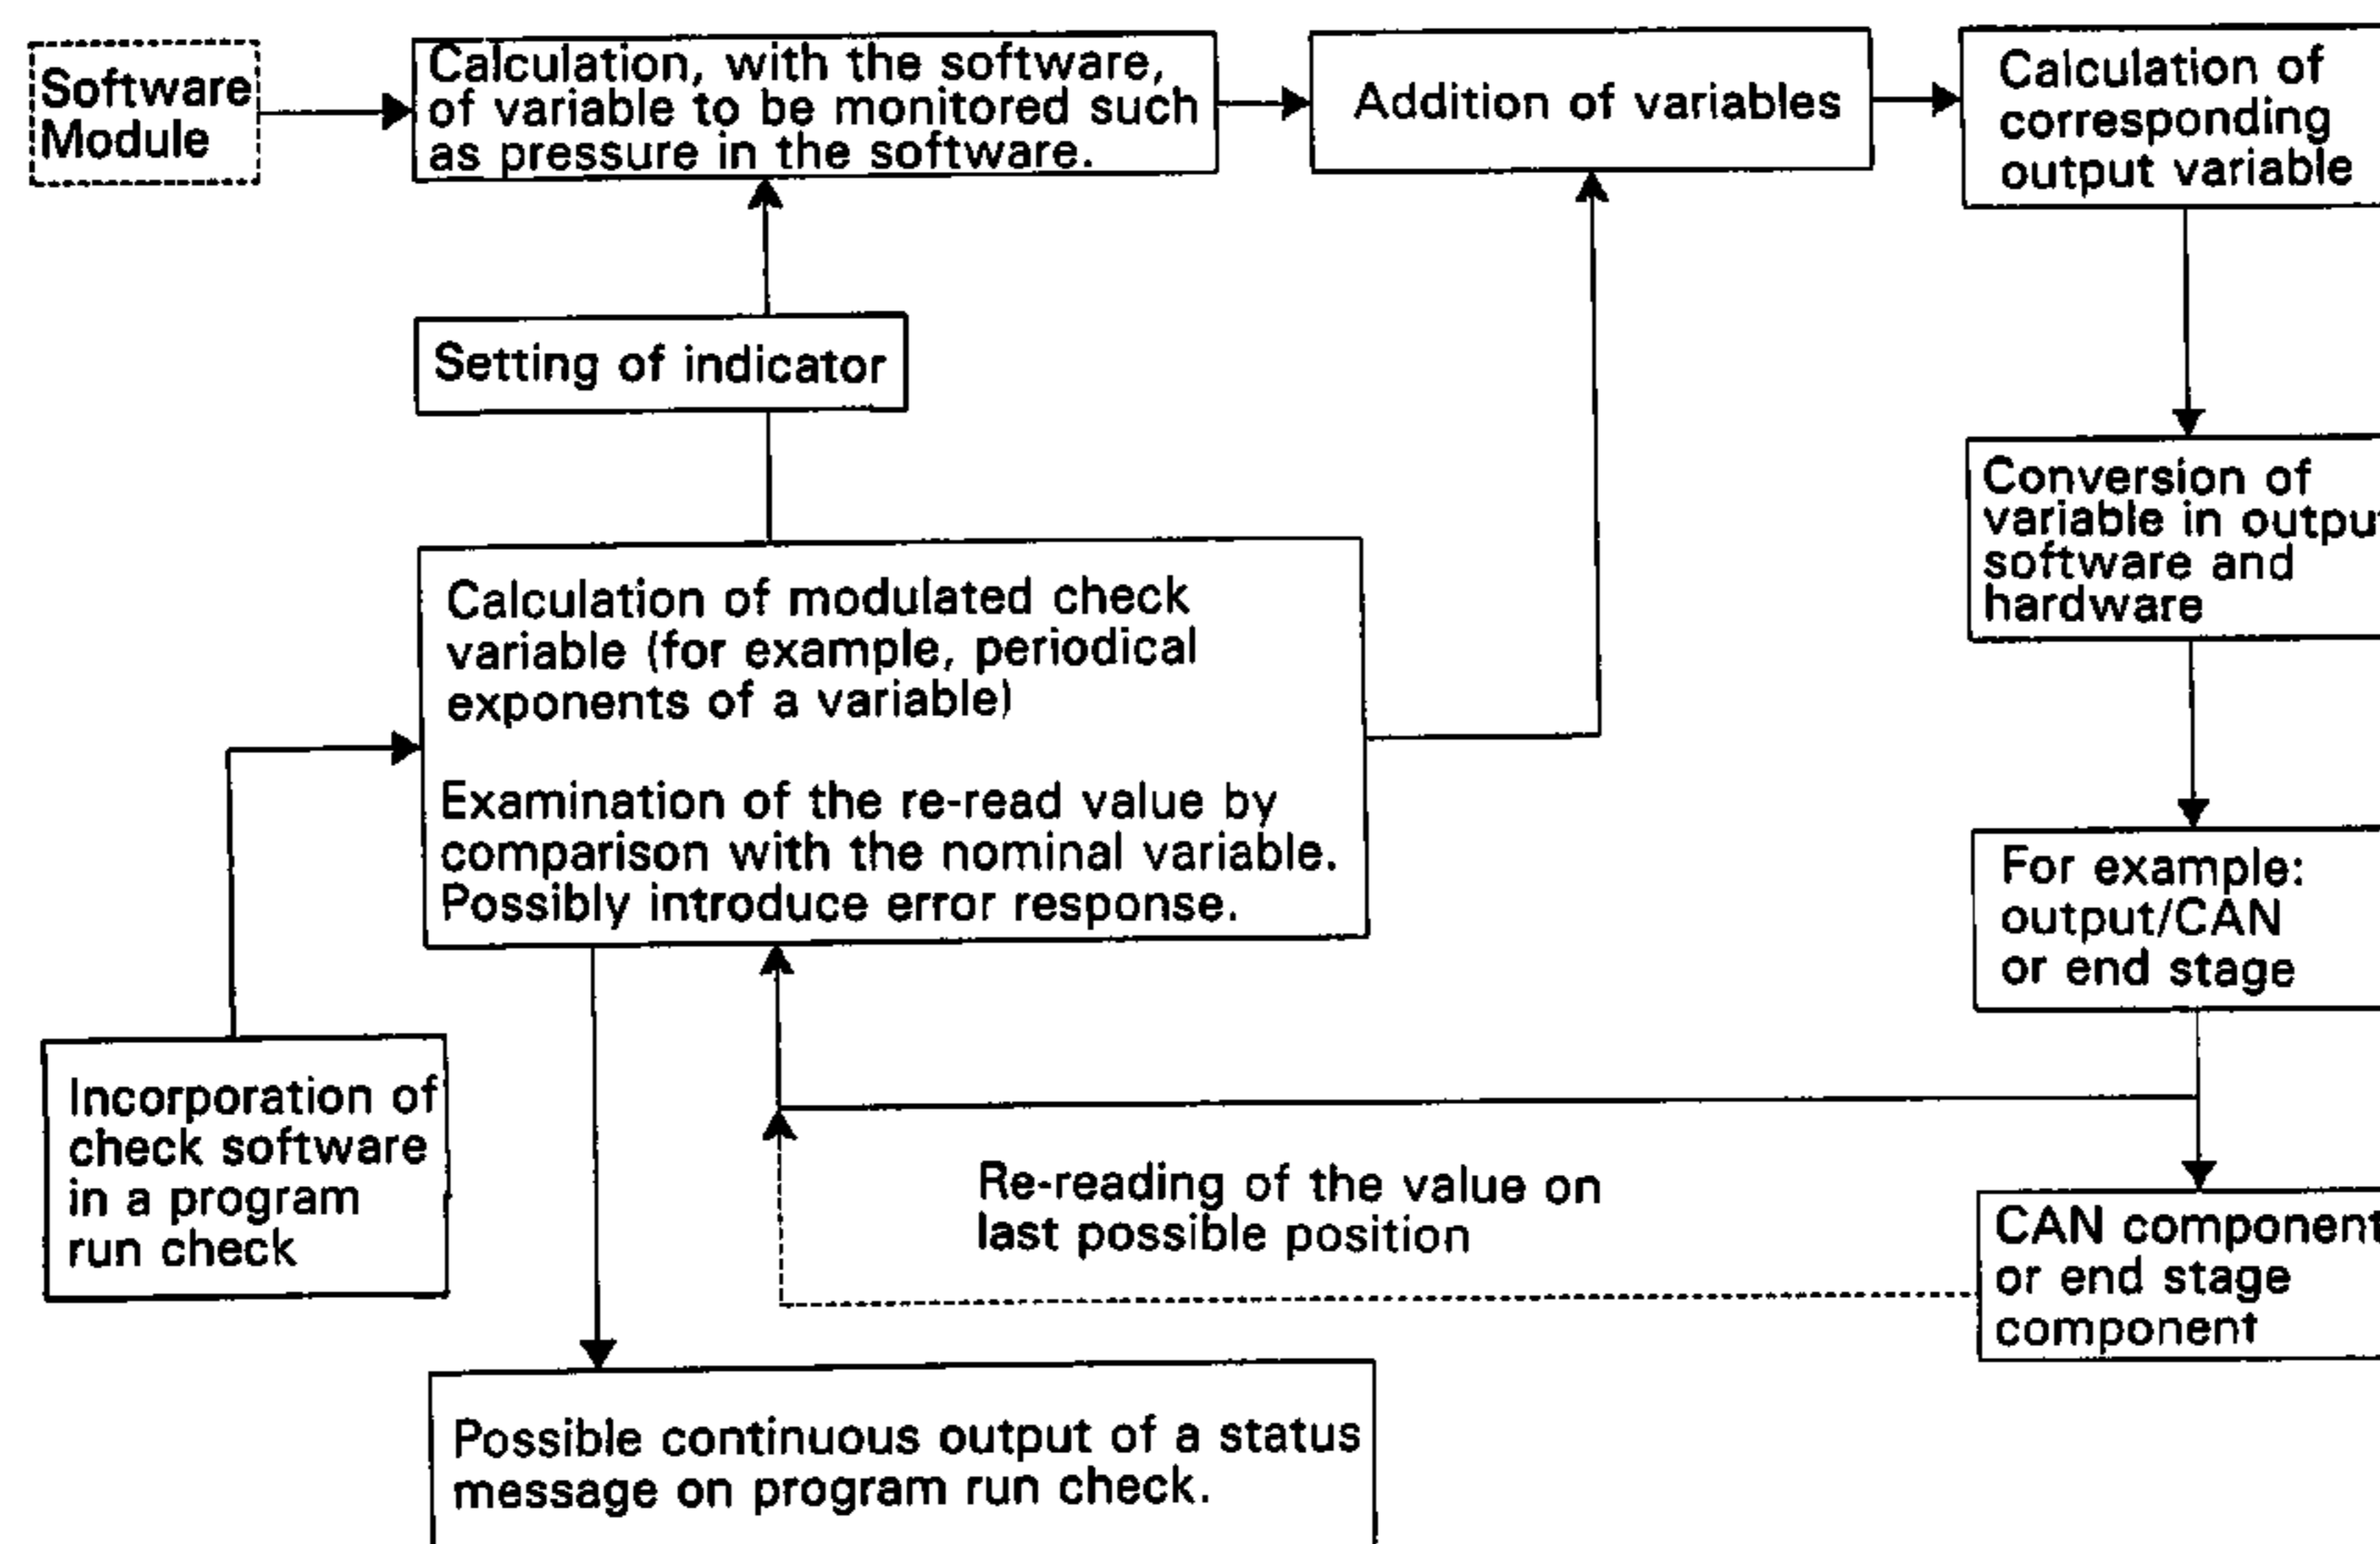 Software
Module
Calculation, with the software,
of variable to be monitored such
as pressure in the software.
Addition of variables
Calculation of
corresponding
output variable
Setting of indicator
Conversion of
variable in output
software and
hardware
Calculation of modulated check
variable (for example, periodical
exponents of a variable)
Examination of the re-read value by
comparison with the nominal variable.
Possibly introduce error response.
For example:
output/CAN
or end stage
Incorporation of
check software
in a program
run check
Re-reading of the value on
last possible position
CAN component
or end stage
component
Possible continuous output of a status
message on program run check.